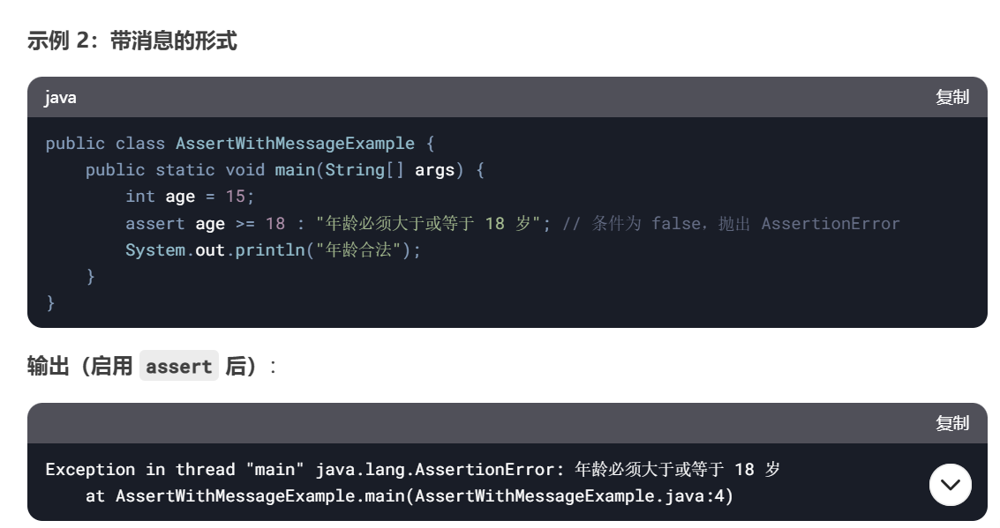 示例 2：带消息的形式
java 复制
public class AssertWithMessageExample {
    public static void main(String[] args) {
        int age = 15;
        assert age >= 18 : "年龄必须大于或等于 18 岁"; // 条件为 false，抛出 AssertionError
        System.out.println("年龄合法");
    }
}
输出（启用 assert 后）：
复制
Exception in thread "main" java.lang.AssertionError: 年龄必须大于或等于 18 岁
    at AssertWithMessageExample.main(AssertWithMessageExample.java:4)